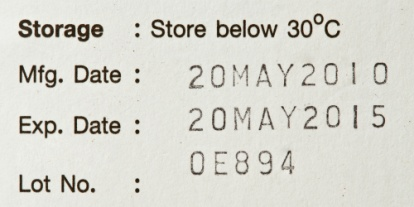 Storage : Store below 30°C
Mfg. Date : 20MAY2010
Exp. Date : 20MAY2015
Lot No. : 0E894